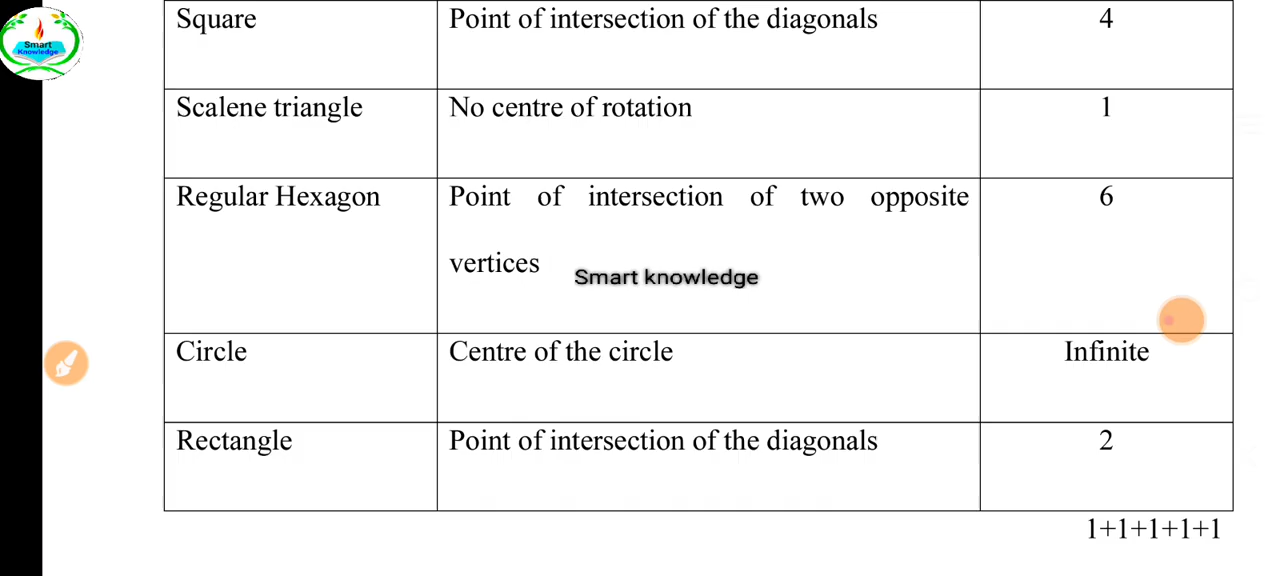 Smart
Knowledge
Square Point of intersection of the diagonals 4
Scalene triangle No centre of rotation 1
Regular Hexagon Point of intersection of two opposite 6
vertices
Smart knowledge
Circle Centre of the circle Infinite
Rectangle Point of intersection of the diagonals 2
1+1+1+1+1